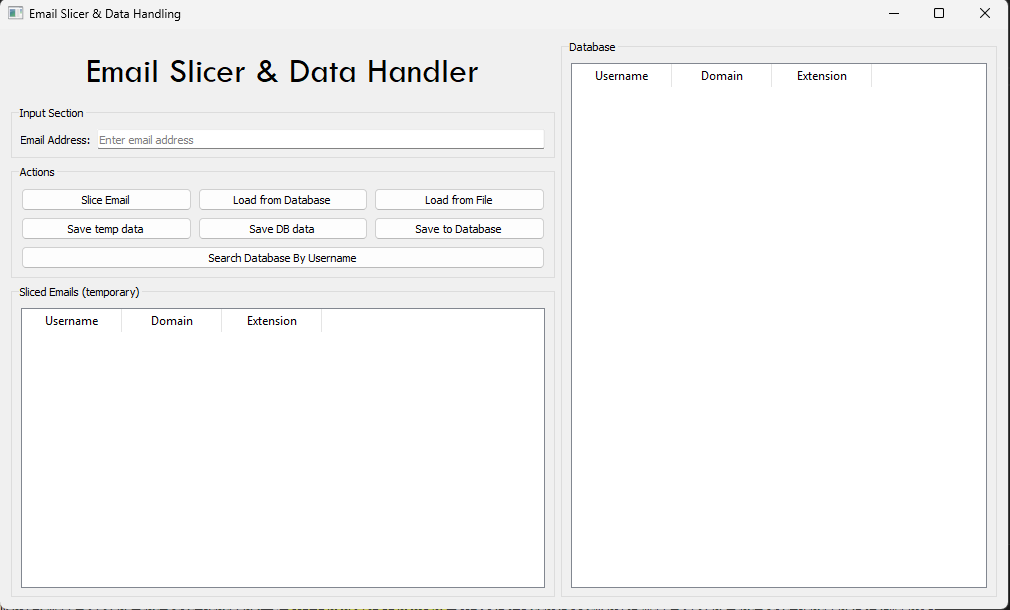 Email Slicer & Data Handling
Email Slicer & Data Handler
Input Section
Email Address: Enter email address
Actions
Slice Email Load from Database Load from File
Save temp data Save DB data Save to Database
Search Database By Username
Sliced Emails (temporary)
Username Domain Extension
Database
Username Domain Extension